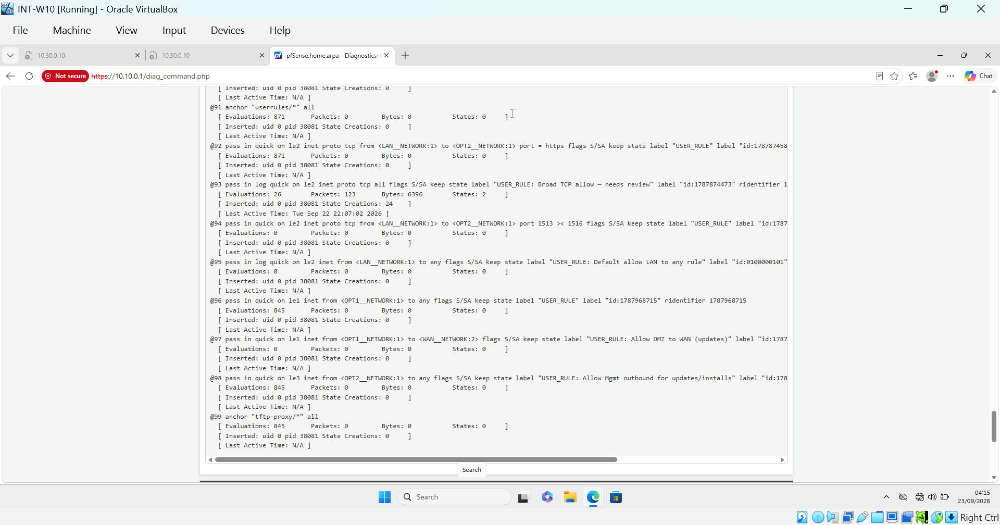 INT-W10 [Running] - Oracle VirtualBox
File Machine View Input Devices Help
10.30.0.10
10.30.0.10
pfSense.home.arpa - Diagnostics:
Not secure https://10.10.0.1/diag_command.php
Chat
[ Inserted: uid 0 pid 38081 State Creations: 0 ]
[ Last Active Time: N/A ]
@91 anchor "userrules/*" all
[ Evaluations: 871 Packets: 0 Bytes: 0 States: 0 ]
[ Inserted: uid 0 pid 38081 State Creations: 0 ]
[ Last Active Time: N/A ]
@92 pass in quick on le2 inet proto tcp from <LAN__NETWORK:1> to <OPT2__NETWORK:1> port = https flags S/SA keep state label "USER_RULE" label "id:178787458
[ Evaluations: 871 Packets: 0 Bytes: 0 States: 0 ]
[ Inserted: uid 0 pid 38081 State Creations: 0 ]
[ Last Active Time: N/A ]
@93 pass in log quick on le2 inet proto tcp all flags S/SA keep state label "USER_RULE: Broad TCP allow – needs review" label "id:1787874473" ridentifier 1
[ Evaluations: 26 Packets: 123 Bytes: 6396 States: 2 ]
[ Inserted: uid 0 pid 38081 State Creations: 24 ]
[ Last Active Time: Tue Sep 22 22:07:02 2026 ]
@94 pass in quick on le2 inet proto tcp from <LAN__NETWORK:1> to <OPT2__NETWORK:1> port 1513 >< 1516 flags S/SA keep state label "USER_RULE" label "id:1787
[ Evaluations: 0 Packets: 0 Bytes: 0 States: 0 ]
[ Inserted: uid 0 pid 38081 State Creations: 0 ]
[ Last Active Time: N/A ]
@95 pass in log quick on le2 inet from <LAN__NETWORK:1> to any flags S/SA keep state label "USER_RULE: Default allow LAN to any rule" label "id:0100000101"
[ Evaluations: 0 Packets: 0 Bytes: 0 States: 0 ]
[ Inserted: uid 0 pid 38081 State Creations: 0 ]
[ Last Active Time: N/A ]
@96 pass in quick on le1 inet from <OPT1__NETWORK:1> to any flags S/SA keep state label "USER_RULE" label "id:1787968715" ridentifier 1787968715
[ Evaluations: 845 Packets: 0 Bytes: 0 States: 0 ]
[ Inserted: uid 0 pid 38081 State Creations: 0 ]
[ Last Active Time: N/A ]
@97 pass in quick on le1 inet from <OPT1__NETWORK:1> to <WAN__NETWORK:2> flags S/SA keep state label "USER_RULE: Allow DMZ to WAN (updates)" label "id:1787
[ Evaluations: 0 Packets: 0 Bytes: 0 States: 0 ]
[ Inserted: uid 0 pid 38081 State Creations: 0 ]
[ Last Active Time: N/A ]
@98 pass in quick on le3 inet from <OPT2__NETWORK:1> to any flags S/SA keep state label "USER_RULE: Allow Mgmt outbound for updates/installs" label "id:178
[ Evaluations: 845 Packets: 0 Bytes: 0 States: 0 ]
[ Inserted: uid 0 pid 38081 State Creations: 0 ]
[ Last Active Time: N/A ]
@99 anchor "tftp-proxy/*" all
[ Evaluations: 845 Packets: 0 Bytes: 0 States: 0 ]
[ Inserted: uid 0 pid 38081 State Creations: 0 ]
[ Last Active Time: N/A ]
Search
Search
04:15
23/09/2026
Right Ctrl